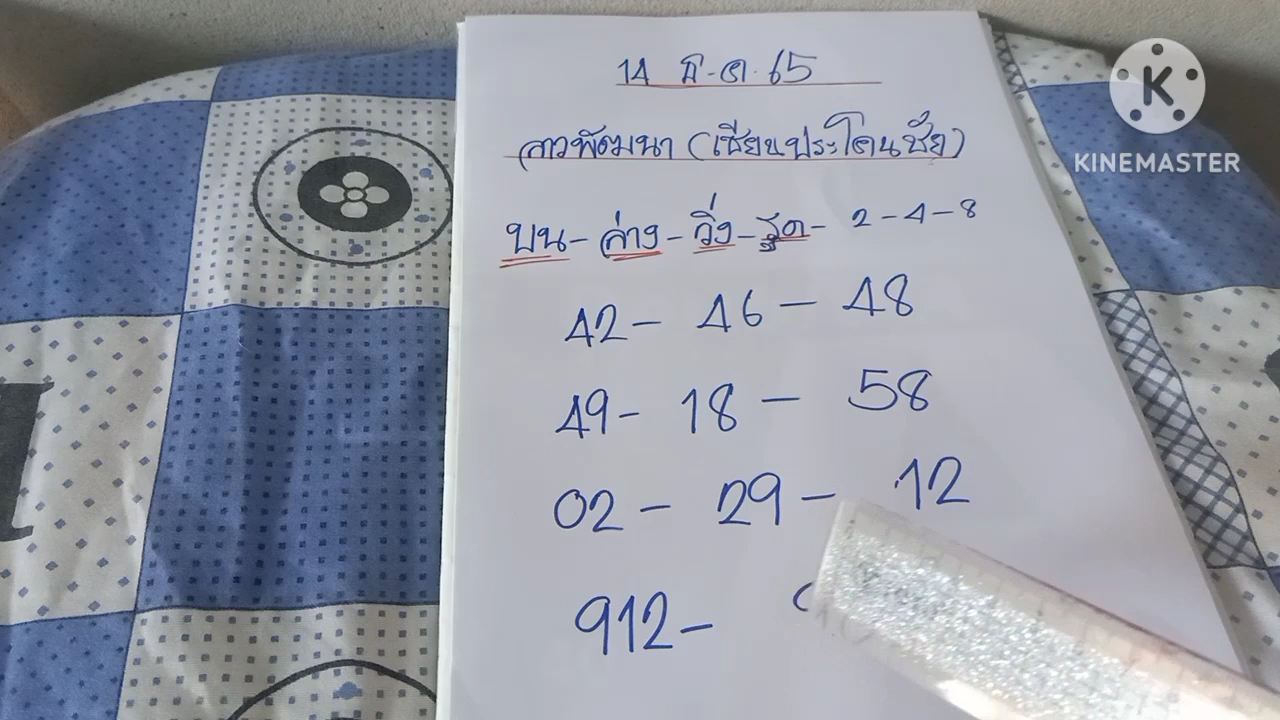 14 มี.ค. 65
ลาวพัฒนา (เซียนประโคนชัย)
บน - ล่าง - วิ่ง - รูด - 2 - 4 - 8
42 - 46 - 48
49 - 18 - 58
02 - 29 - 12
912 -
K
KINEMASTER